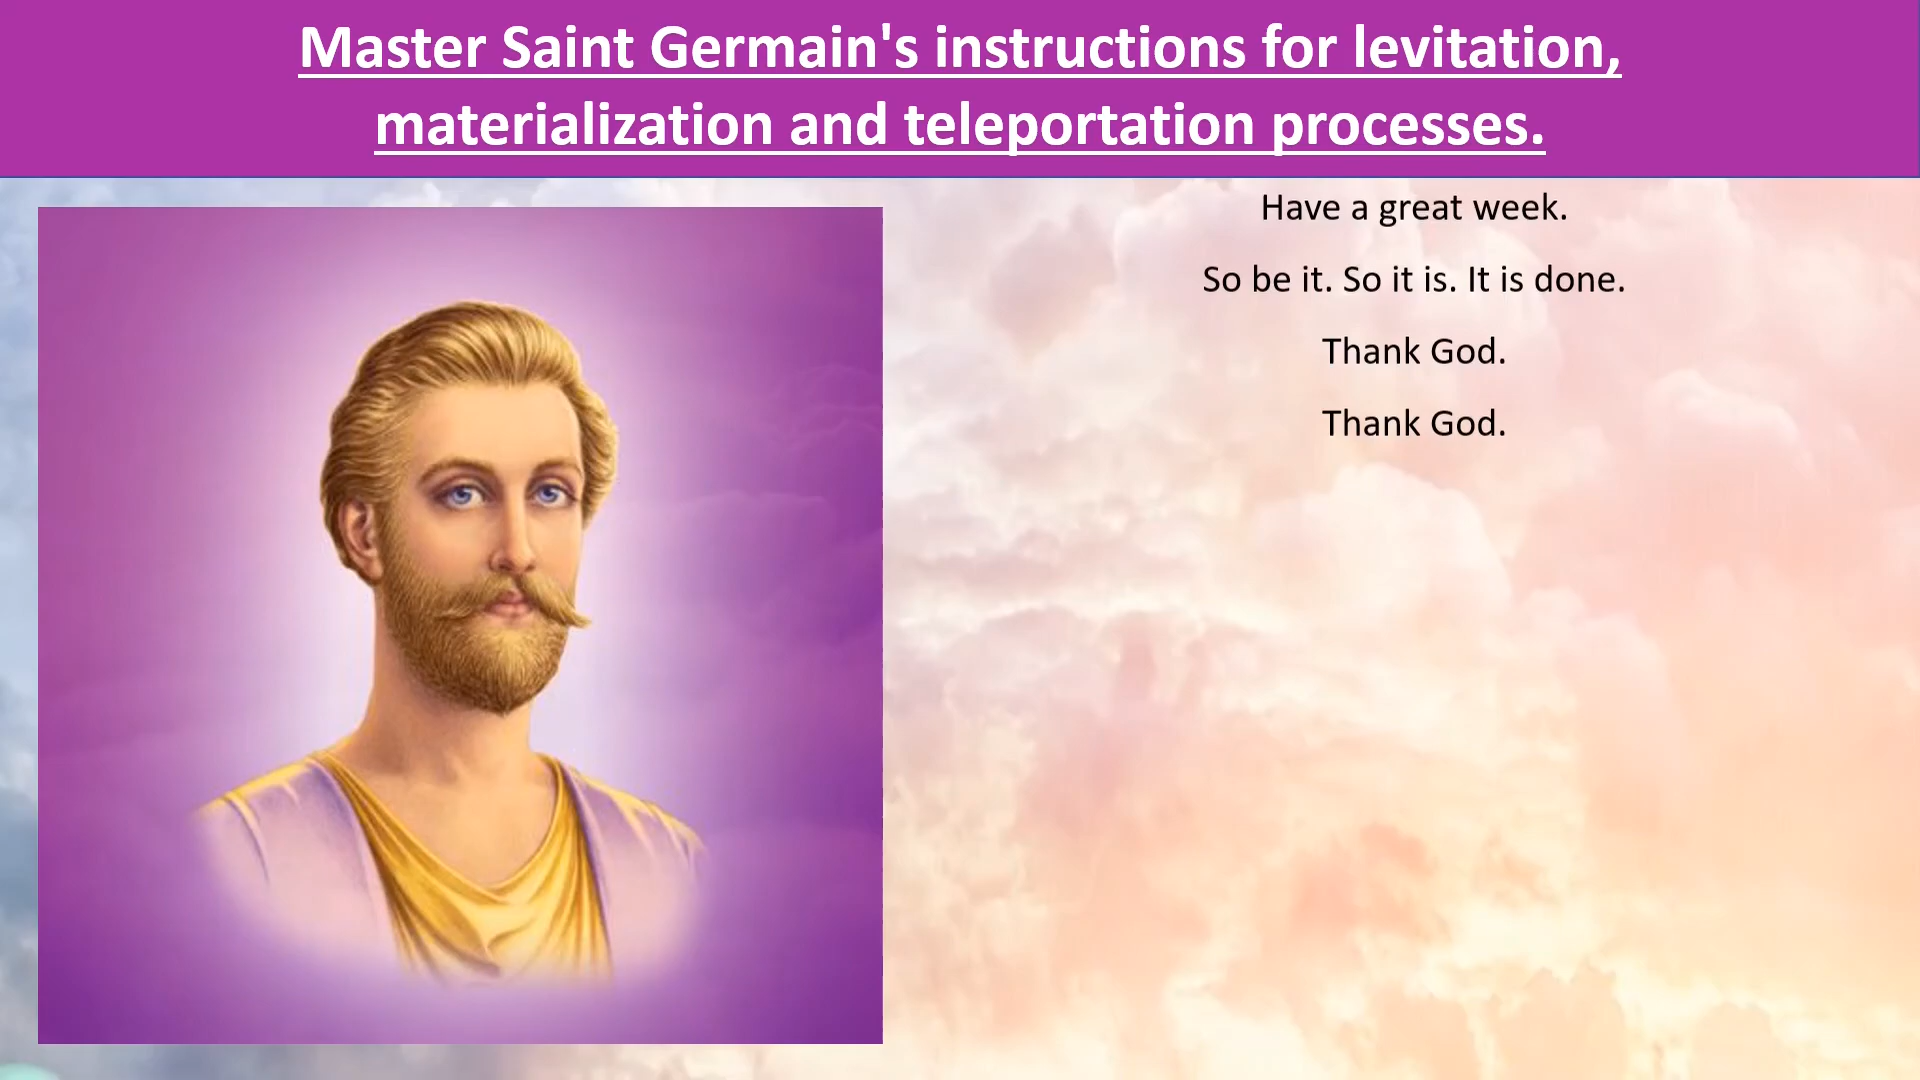 Master Saint Germain's instructions for levitation,
materialization and teleportation processes.
Have a great week.
So be it. So it is. It is done.
Thank God.
Thank God.